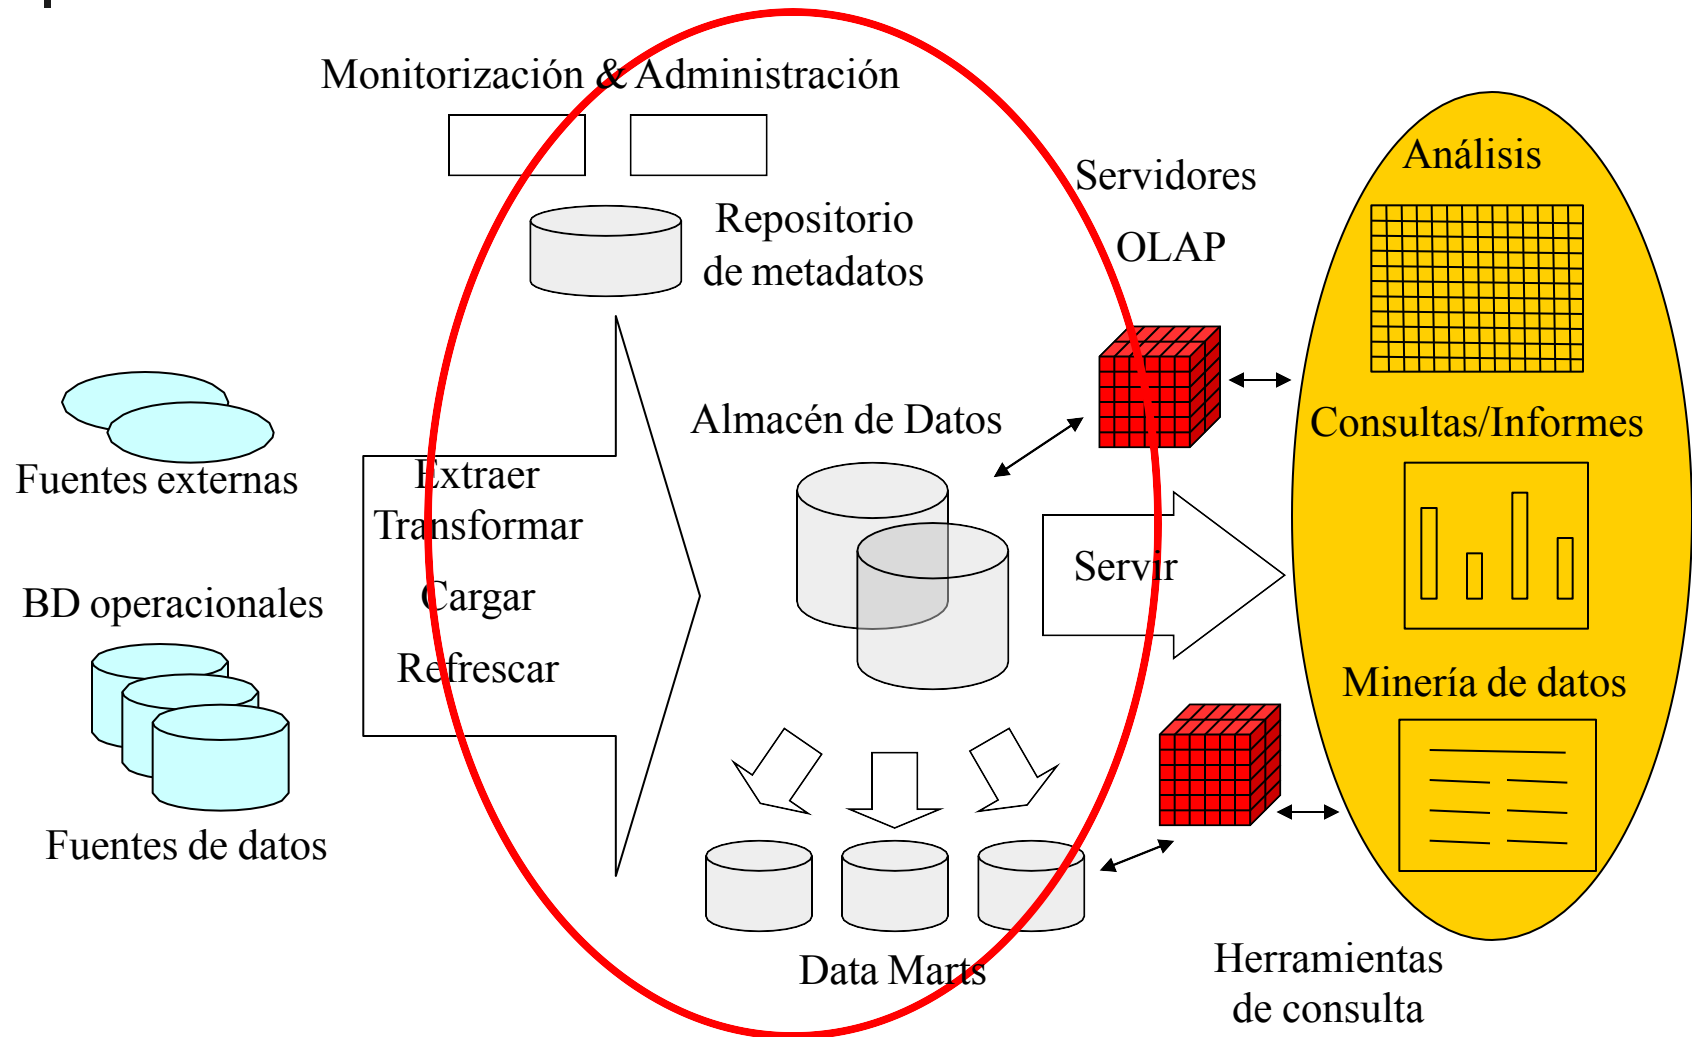 Monitorización & Administración
Repositorio
de metadatos
Servidores
OLAP
Análisis
Fuentes externas
Extraer
Transformar
Cargar
Refrescar
Almacén de Datos
Consultas/Informes
BD operacionales
Servir
Minería de datos
Fuentes de datos
Data Marts
Herramientas
de consulta